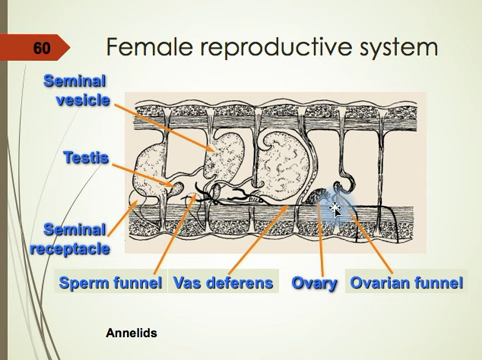 60
Female reproductive system
Seminal
vesicle
Testis
Seminal
receptacle
Sperm funnel
Vas deferens
Ovary
Ovarian funnel
Annelids